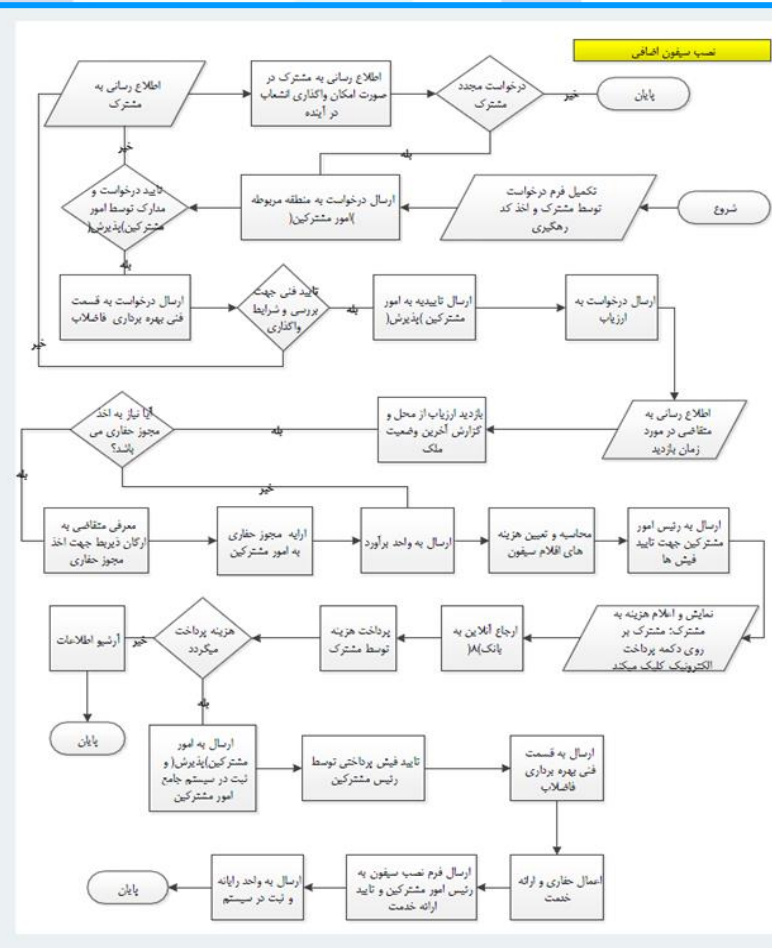 نصب سیفون اضافی
اطلاع رسانی به
مشترک
اطلاع رسانی به مشترک در
صورت امکان واگذاری انشعاب
در آینده
درخواست مجدد
مشترک
خیر
پایان
خیر
بله
تایید درخواست و
مدارک توسط امور
مشترکین)پذیرش(
ارسال درخواست به منطقه مربوطه
)امور مشترکین(
تکمیل فرم درخواست
توسط مشترک و اخذ کد
رهگیری
شروع
بله
ارسال درخواست به قسمت
فنی بهره برداری فاضلاب
تایید فنی جهت
بررسی و شرایط
واگذاری
بله
ارسال تاییدیه به امور
مشترکین )پذیرش(
ارسال درخواست به
ارزیاب
خیر
آیا نیاز به اخذ
مجوز حفاری می
باشد؟
بله
بازدید ارزیاب از محل و
گزارش آخرین وضعیت
ملک
اطلاع رسانی به
متقاضی در مورد
زمان بازدید
بله
خیر
معرفی متقاضی به
ارگان ذیربط جهت اخذ
مجوز حفاری
ارایه مجوز حفاری
به امور مشترکین
ارسال به واحد برآورد
محاسبه و تعیین هزینه
های اقلام سیفون
ارسال به رئیس امور
مشترکین جهت تایید
فیش ها
آرشیو اطلاعات
خیر
هزینه پرداخت
میگردد
پرداخت هزینه
توسط مشترک
ارجاع آنلاین به
بانک)۸(
نمایش و اعلام هزینه به
مشترک: مشترک بر
روی دکمه پرداخت
الکترونیک کلیک میکند
بله
پایان
ارسال به امور
مشترکین)پذیرش( و
ثبت در سیستم جامع
امور مشترکین
تایید فیش پرداختی توسط
رئیس مشترکین
ارسال به قسمت
فنی بهره برداری
فاضلاب
پایان
ارسال به واحد رایانه
و ثبت در سیستم
ارسال فرم نصب سیفون به
رئیس امور مشترکین و تایید
ارائه خدمت
اعمال حفاری و ارائه
خدمت